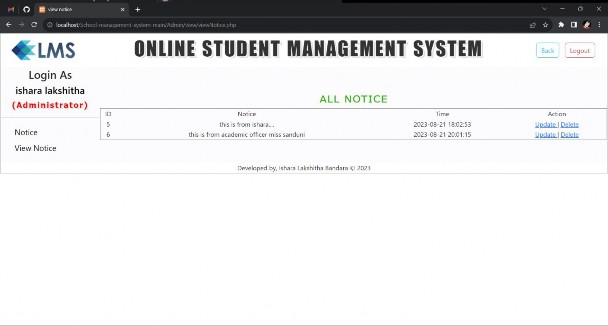 view notice
localhost/School-management-system-main/Admin/view/viewNotice.php
LMS
ONLINE STUDENT MANAGEMENT SYSTEM
Back
Logout
Login As
ishara lakshitha
(Administrator)
Notice
View Notice
ALL NOTICE
ID Notice Time Action
5 this is from ishara.... 2023-08-21 18:02:53 Update | Delete
6 this is from academic officer miss sanduni 2023-08-21 20:01:15 Update | Delete
Developed by, Ishara Lakshitha Bandara © 2023